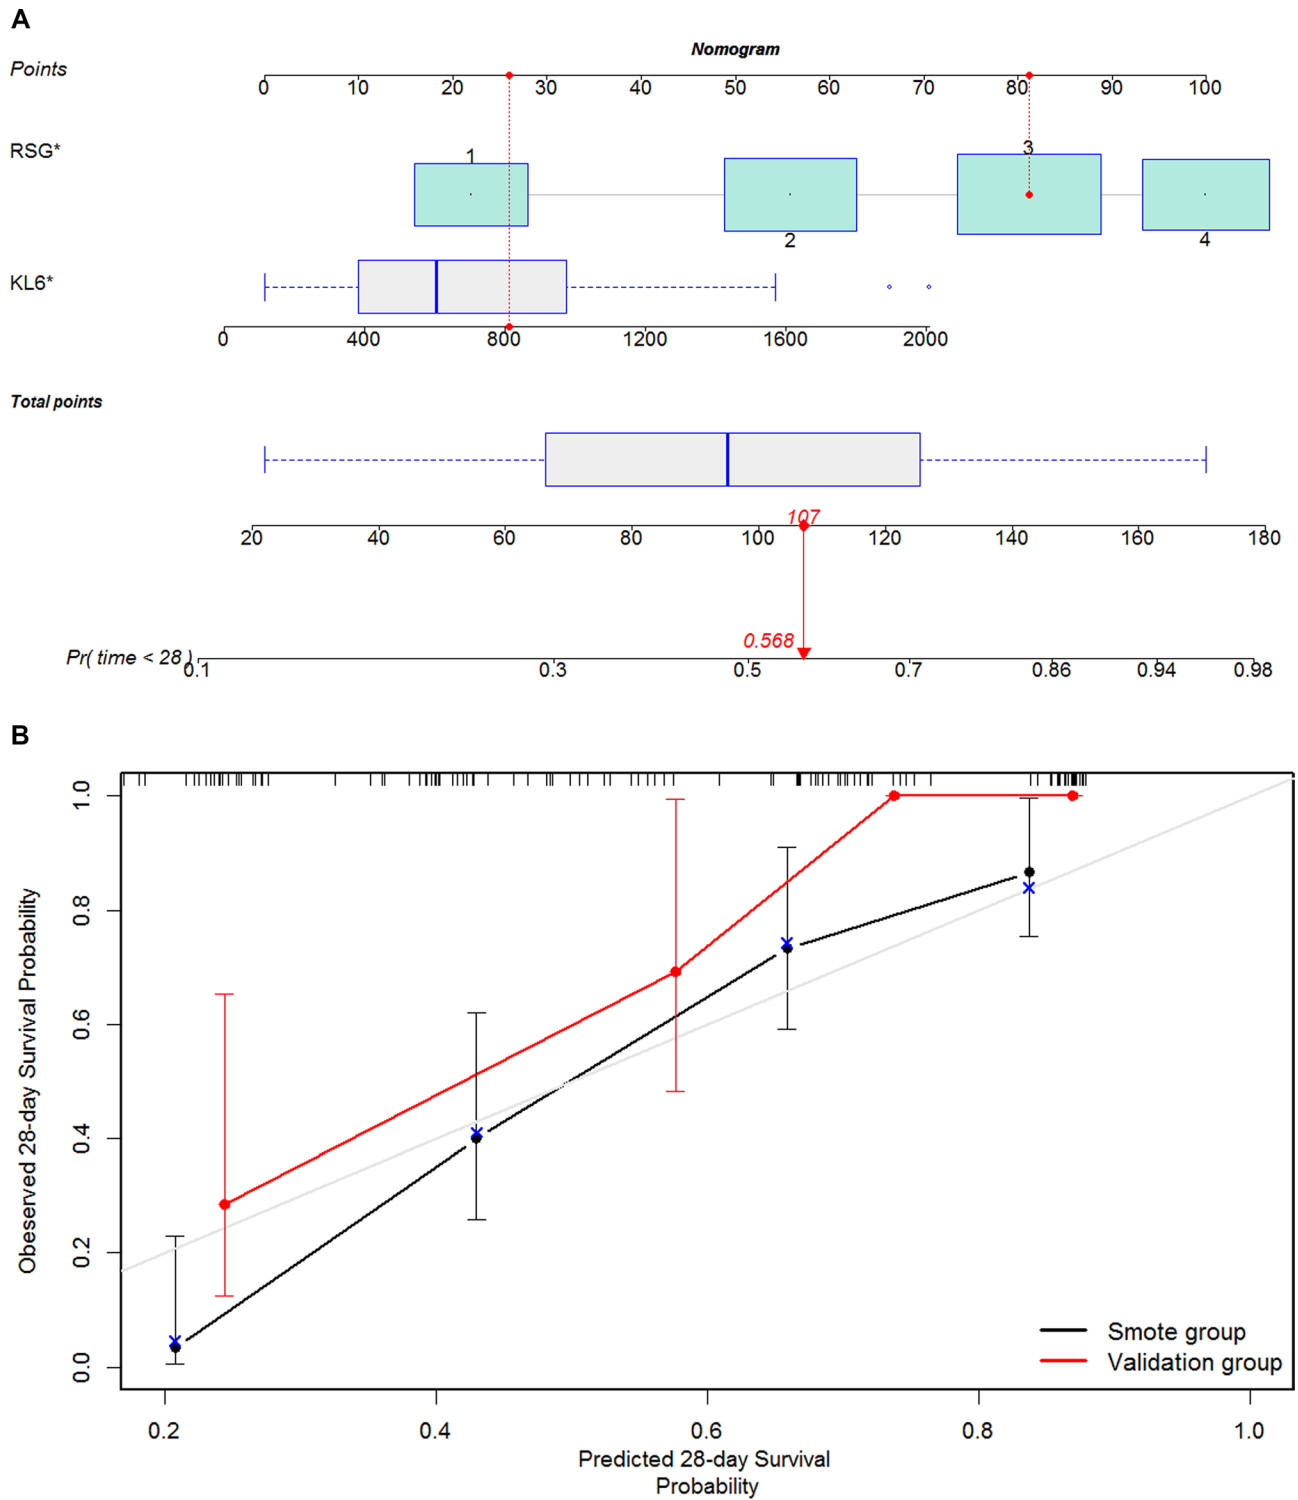 A
Nomogram
Points
0 10 20 30 40 50 60 70 80 90 100
RSG*
1
3
2
4
KL6*
0 400 800 1200 1600 2000
Total points
107
20 40 60 80 100 120 140 160 180
0.568
Pr( time < 28 )
0.1 0.3 0.5 0.7 0.86 0.94 0.98
B
Obeserved 28-day Survival Probability
1.0
0.8
0.6
0.4
0.2
0.0
Smote group
Validation group
0.2 0.4 0.6 0.8 1.0
Predicted 28-day Survival
Probability